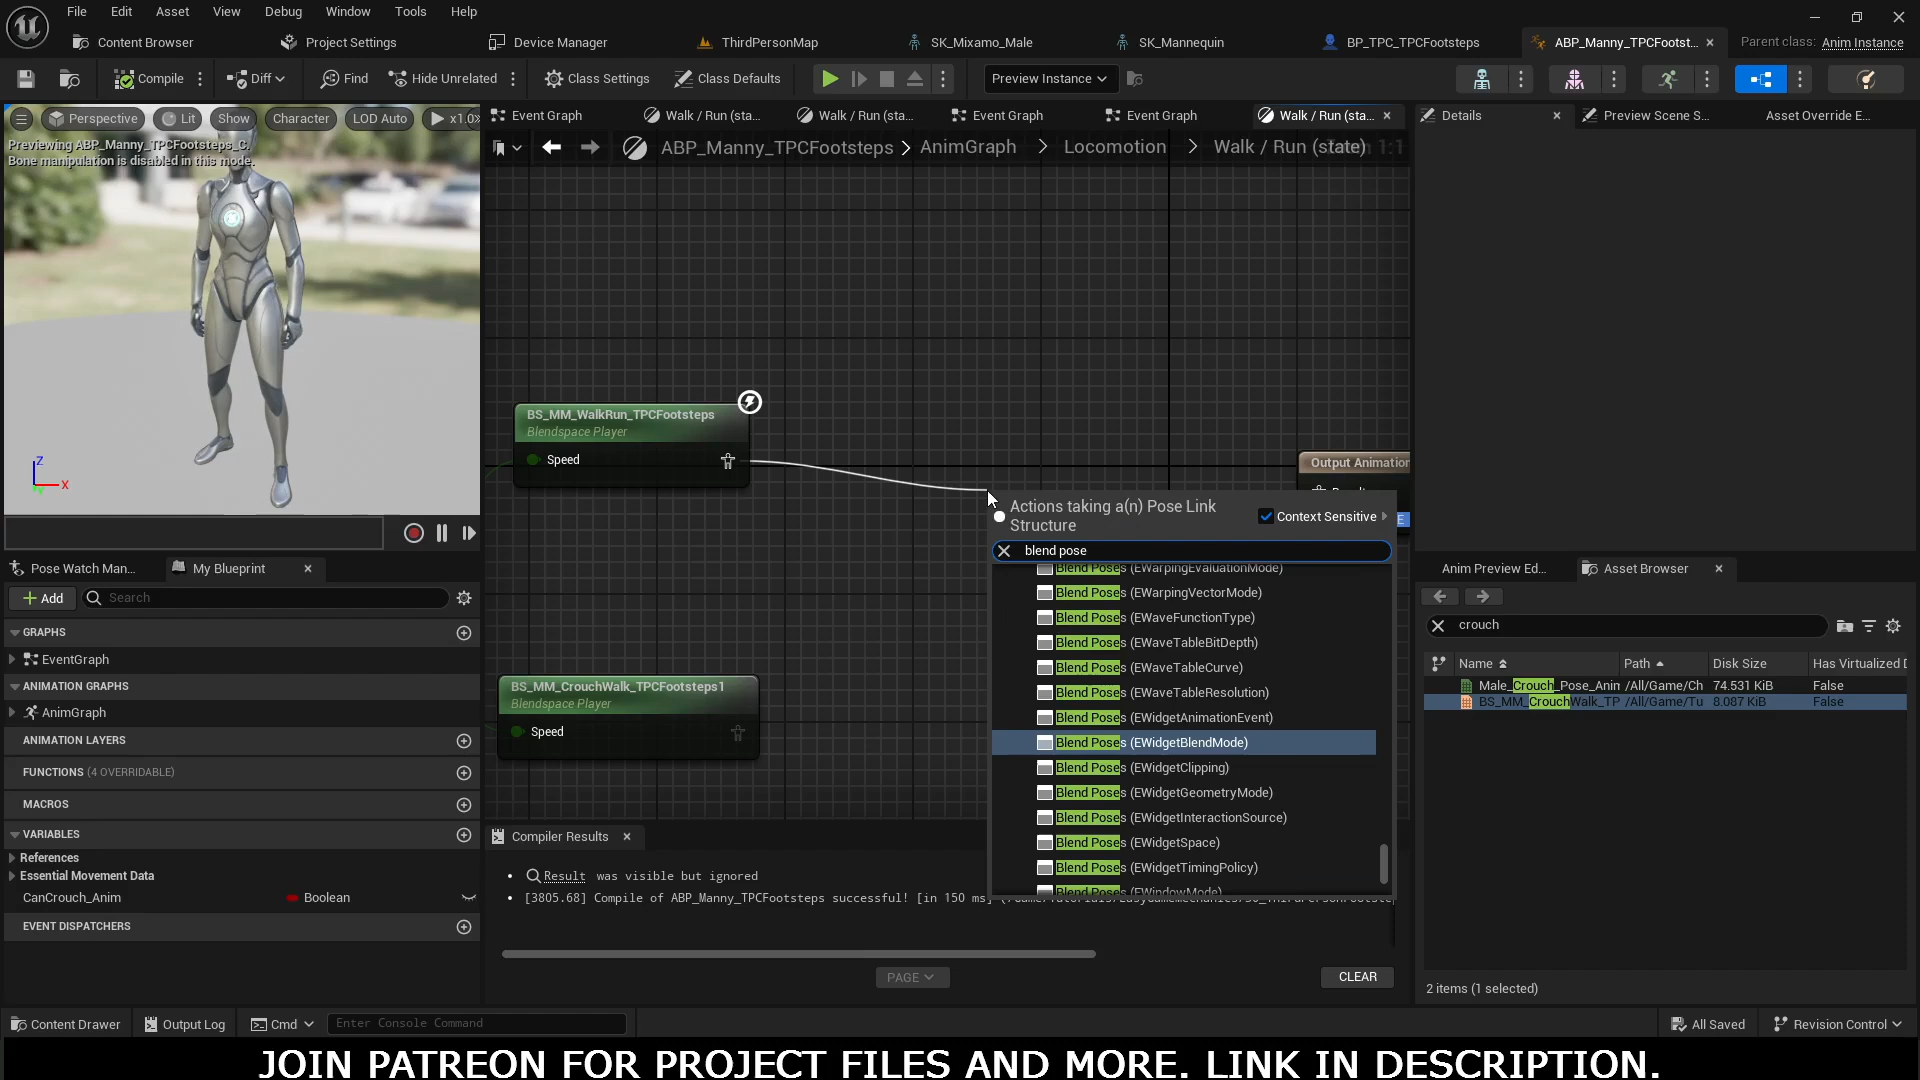 File Edit Asset View Debug Window Tools Help
Content Browser Project Settings Device Manager ThirdPersonMap SK_Mixamo_Male SK_Mannequin BP_TPC_TPCFootsteps ABP_Manny_TPCFootst... Parent class: Anim Instance
Compile Diff Find Hide Unrelated Class Settings Class Defaults Preview Instance
Perspective Lit Show Character LOD Auto x1.0
Previewing ABP_Manny_TPCFootsteps_C.
Bone manipulation is disabled in this mode.
Z
X
Event Graph Walk / Run (sta... Walk / Run (sta... Event Graph Event Graph Walk / Run (sta...
ABP_Manny_TPCFootsteps > AnimGraph > Locomotion > Walk / Run (state)
BS_MM_WalkRun_TPCFootsteps
Blendspace Player
Speed
Output Animation
BS_MM_CrouchWalk_TPCFootsteps1
Blendspace Player
Speed
Actions taking a(n) Pose Link
Structure
Context Sensitive
blend pose
Blend Poses (EWarpingEvaluationMode)
Blend Poses (EWarpingVectorMode)
Blend Poses (EWaveFunctionType)
Blend Poses (EWaveTableBitDepth)
Blend Poses (EWaveTableCurve)
Blend Poses (EWaveTableResolution)
Blend Poses (EWidgetAnimationEvent)
Blend Poses (EWidgetBlendMode)
Blend Poses (EWidgetClipping)
Blend Poses (EWidgetGeometryMode)
Blend Poses (EWidgetInteractionSource)
Blend Poses (EWidgetSpace)
Blend Poses (EWidgetTimingPolicy)
Blend Poses (EWindowMode)
Pose Watch Man... My Blueprint
Add Search
GRAPHS
EventGraph
ANIMATION GRAPHS
AnimGraph
ANIMATION LAYERS
FUNCTIONS (4 OVERRIDABLE)
MACROS
VARIABLES
References
Essential Movement Data
CanCrouch_Anim Boolean
EVENT DISPATCHERS
Compiler Results
Result was visible but ignored
[3805.68] Compile of ABP_Manny_TPCFootsteps successful! [in 150 ms]
PAGE CLEAR
Details Preview Scene S... Asset Override E...
Anim Preview Ed... Asset Browser
crouch
Name Path Disk Size Has Virtualized
Male_Crouch_Pose_Anim /All/Game/Ch 74.531 KiB False
BS_MM_CrouchWalk_TP /All/Game/Tu 8.087 KiB False
2 items (1 selected)
Content Drawer Output Log Cmd Enter Console Command All Saved Revision Control
JOIN PATREON FOR PROJECT FILES AND MORE. LINK IN DESCRIPTION.